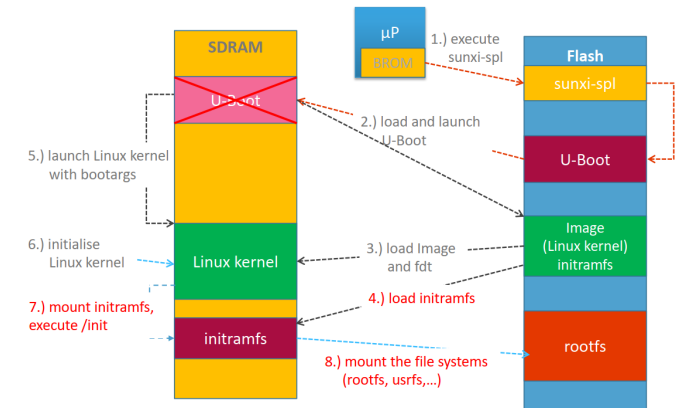 SDRAM
µP
BROM
1.) execute
sunxi-spl
Flash
sunxi-spl
U-Boot
2.) load and launch
U-Boot
U-Boot
5.) launch Linux kernel
with bootargs
Image
(Linux kernel)
initramfs
6.) initialise
Linux kernel
Linux kernel
3.) load Image
and fdt
4.) load initramfs
7.) mount initramfs,
execute /init
initramfs
rootfs
8.) mount the file systems
(rootfs, usrfs,...)